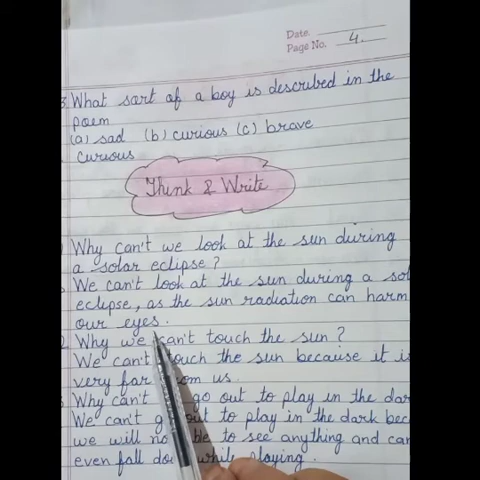 Date.
Page No. 4.
3 What sort of a boy is described in the
poem
(a) sad (b) curious (c) brave
curious
Think & Write
Why can't we look at the sun during
a solar eclipse?
We can't look at the sun during a
eclipse, as the sun radiation can harm
our eyes.
Why we can't touch the sun?
We can't touch the sun because it is
very far from us.
Why can't go out to play in the
We can't out to play in the dark
we will to see anything and
even fall while playing.